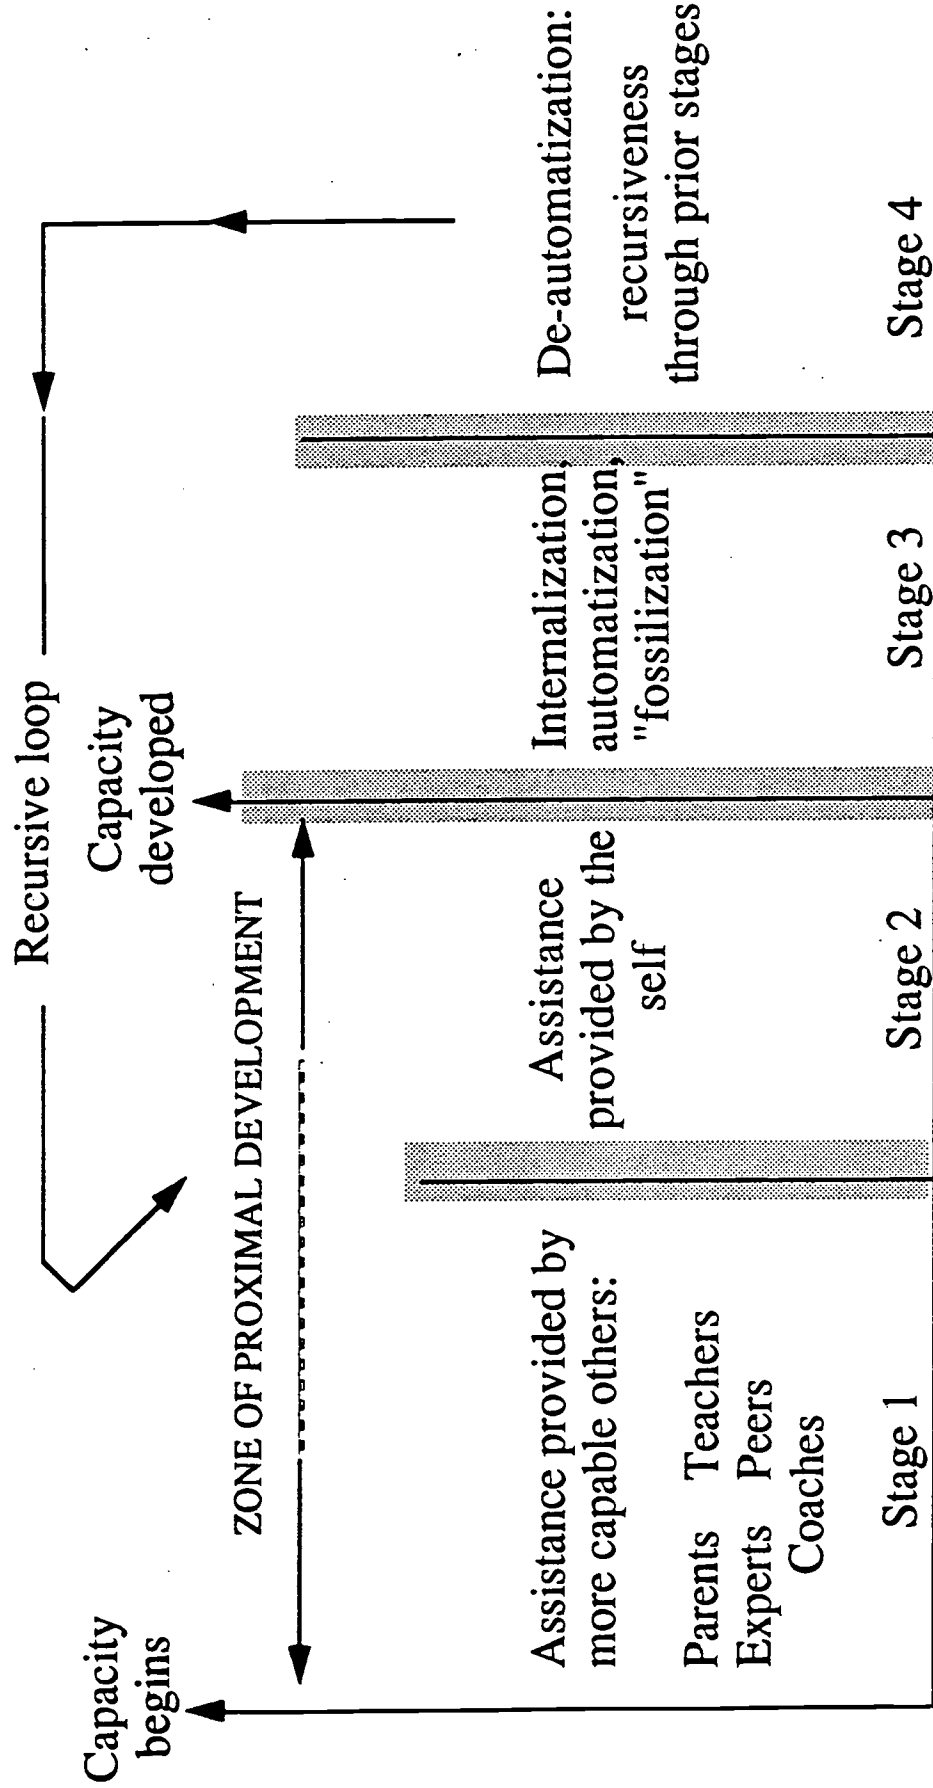 Recursive loop
Capacity
begins
Capacity
developed
ZONE OF PROXIMAL DEVELOPMENT
Assistance provided by
more capable others:
Parents Teachers
Experts Peers
Coaches
Stage 1
Assistance
provided by the
self
Stage 2
Internalization,
automatization,
"fossilization"
Stage 3
De-automatization:
recursiveness
through prior stages
Stage 4